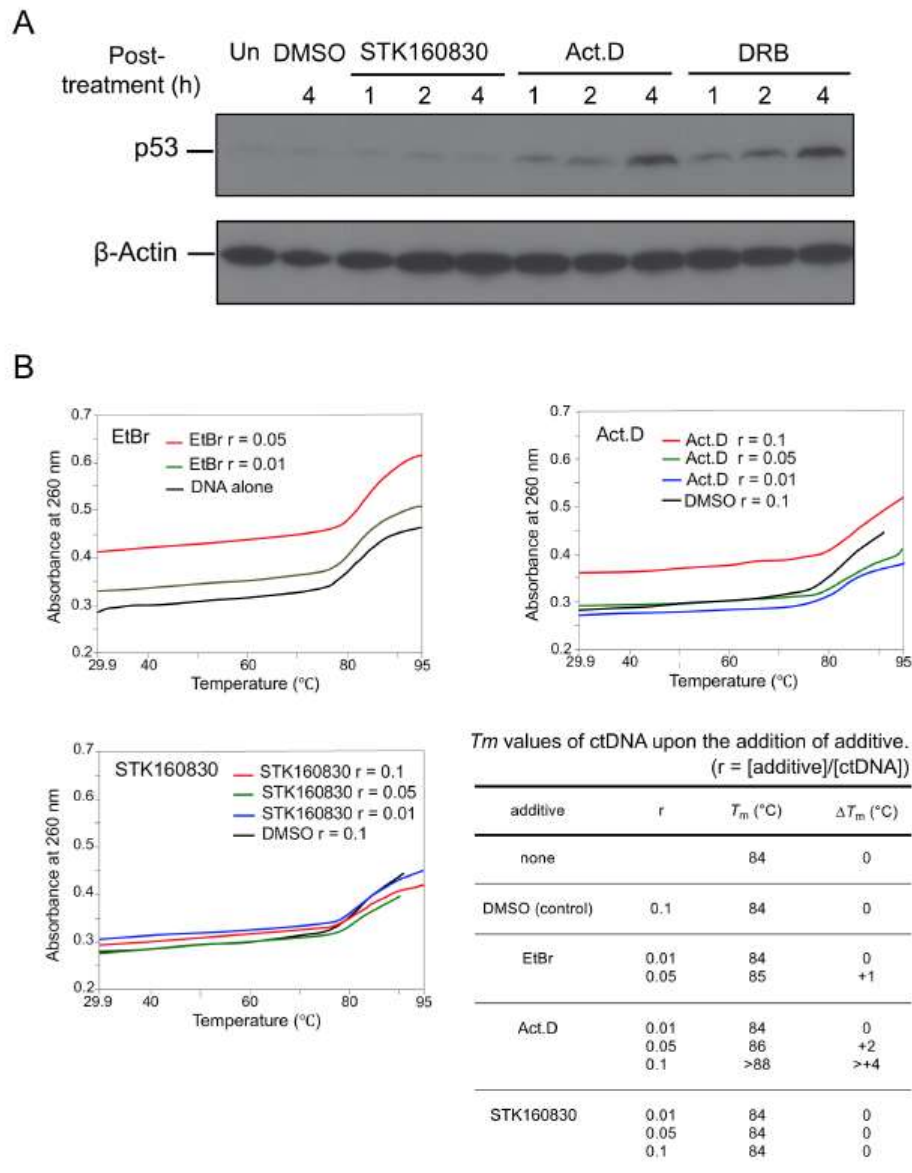 A
Post-
treatment (h)
Un DMSO STK160830 Act.D DRB
4 1 2 4 1 2 4 1 2 4
p53
β-Actin
B
EtBr
EtBr r = 0.05
EtBr r = 0.01
DNA alone
Absorbance at 260 nm
0.7
0.6
0.5
0.4
0.3
0.2
29.9 40 60 80 95
Temperature (°C)
Act.D
Act.D r = 0.1
Act.D r = 0.05
Act.D r = 0.01
DMSO r = 0.1
Absorbance at 260 nm
0.7
0.6
0.5
0.4
0.3
0.2
29.9 40 60 80 95
Temperature (°C)
STK160830
STK160830 r = 0.1
STK160830 r = 0.05
STK160830 r = 0.01
DMSO r = 0.1
Absorbance at 260 nm
0.7
0.6
0.5
0.4
0.3
0.2
29.9 40 60 80 95
Temperature (°C)
Tm values of ctDNA upon the addition of additive.
(r = [additive]/[ctDNA])
additive r Tm (°C) ΔTm (°C)
none 84 0
DMSO (control) 0.1 84 0
EtBr 0.01 84 0
0.05 85 +1
Act.D 0.01 84 0
0.05 86 +2
0.1 >88 >+4
STK160830 0.01 84 0
0.05 84 0
0.1 84 0